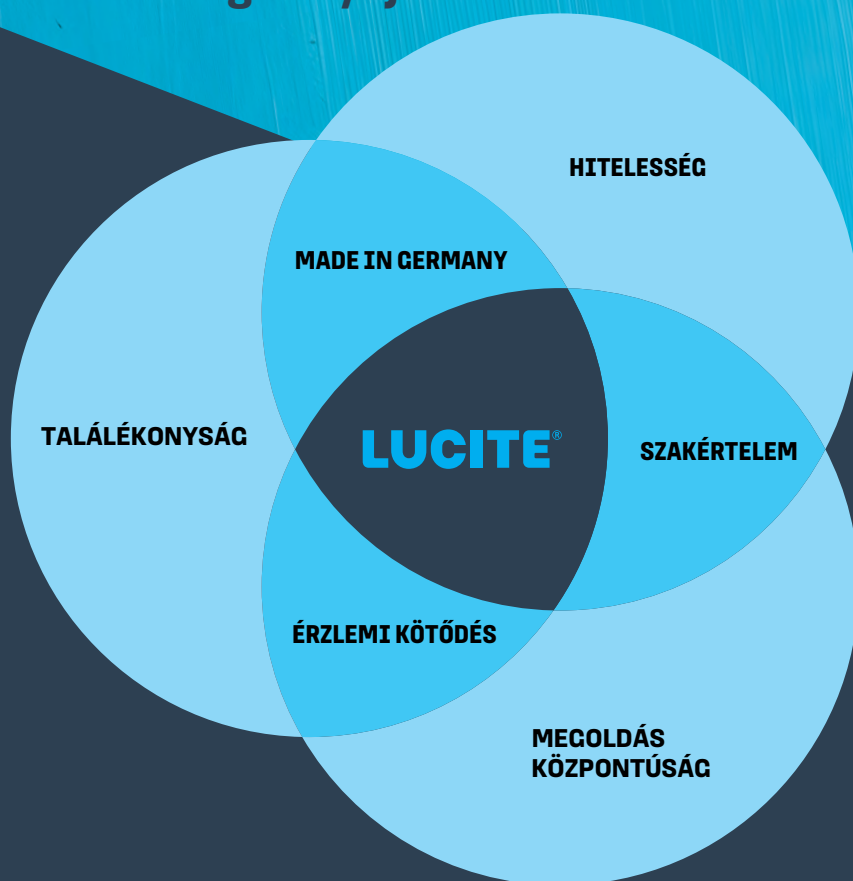 HITELESSÉG
MADE IN GERMANY
TALÁLÉKONYSÁG
LUCITE®
SZAKÉRTELEM
ÉRZLEMI KÖTŐDÉS
MEGOLDÁS
KÖZPONTÚSÁG